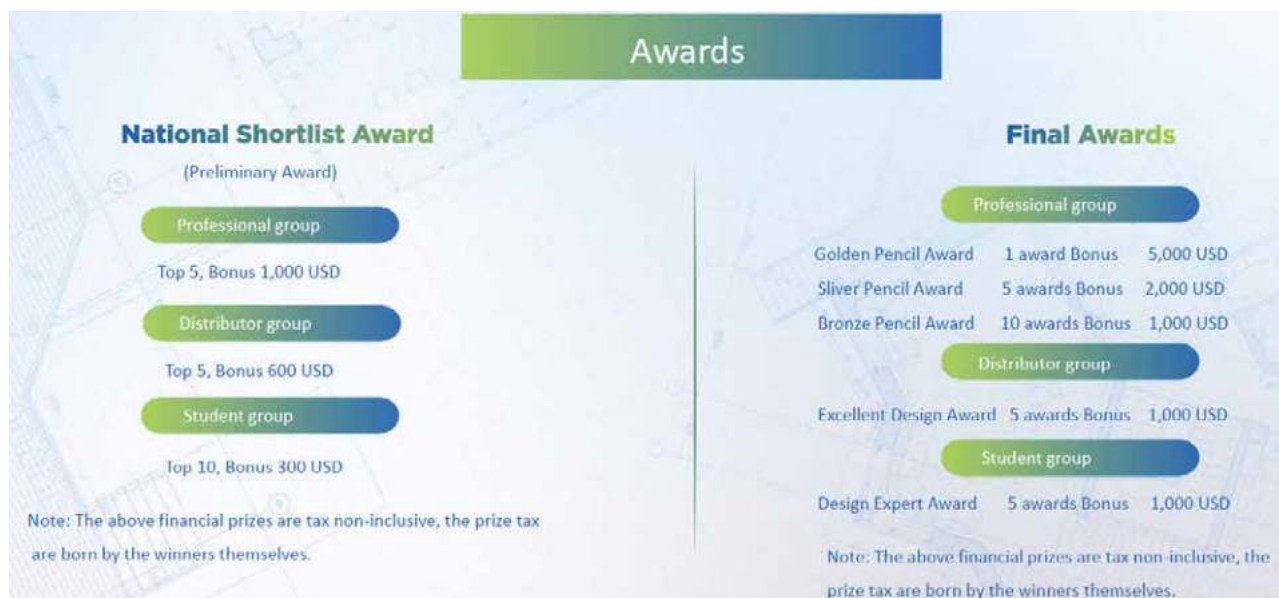 Awards
National Shortlist Award
(Preliminary Award)
Professional group
Top 5, Bonus 1,000 USD
Distributor group
Top 5, Bonus 600 USD
Student group
Top 10, Bonus 300 USD
Note: The above financial prizes are tax non-inclusive, the prize tax
are born by the winners themselves.
Final Awards
Professional group
Golden Pencil Award 1 award Bonus 5,000 USD
Sliver Pencil Award 5 awards Bonus 2,000 USD
Bronze Pencil Award 10 awards Bonus 1,000 USD
Distributor group
Excellent Design Award 5 awards Bonus 1,000 USD
Student group
Design Expert Award 5 awards Bonus 1,000 USD
Note: The above financial prizes are tax non-inclusive, the
prize tax are born by the winners themselves.